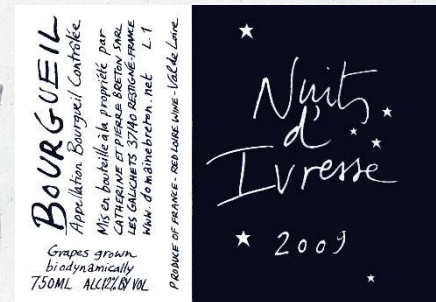 BOURGUEIL
Appellation Bourgueil Contrôlée
Mis en bouteille à la propriété par
CATHERINE ET PIERRE BRETON SARL
LES GALICHETS 37140 RESTIGNÉ-FRANCE
www.domainebreton.net L.1
PRODUCE OF FRANCE - RED LOIRE WINE - Val de Loire
Grapes grown
biodynamically
750ML ALC12% BY VOL
Nuits
d'
Ivresse
2009